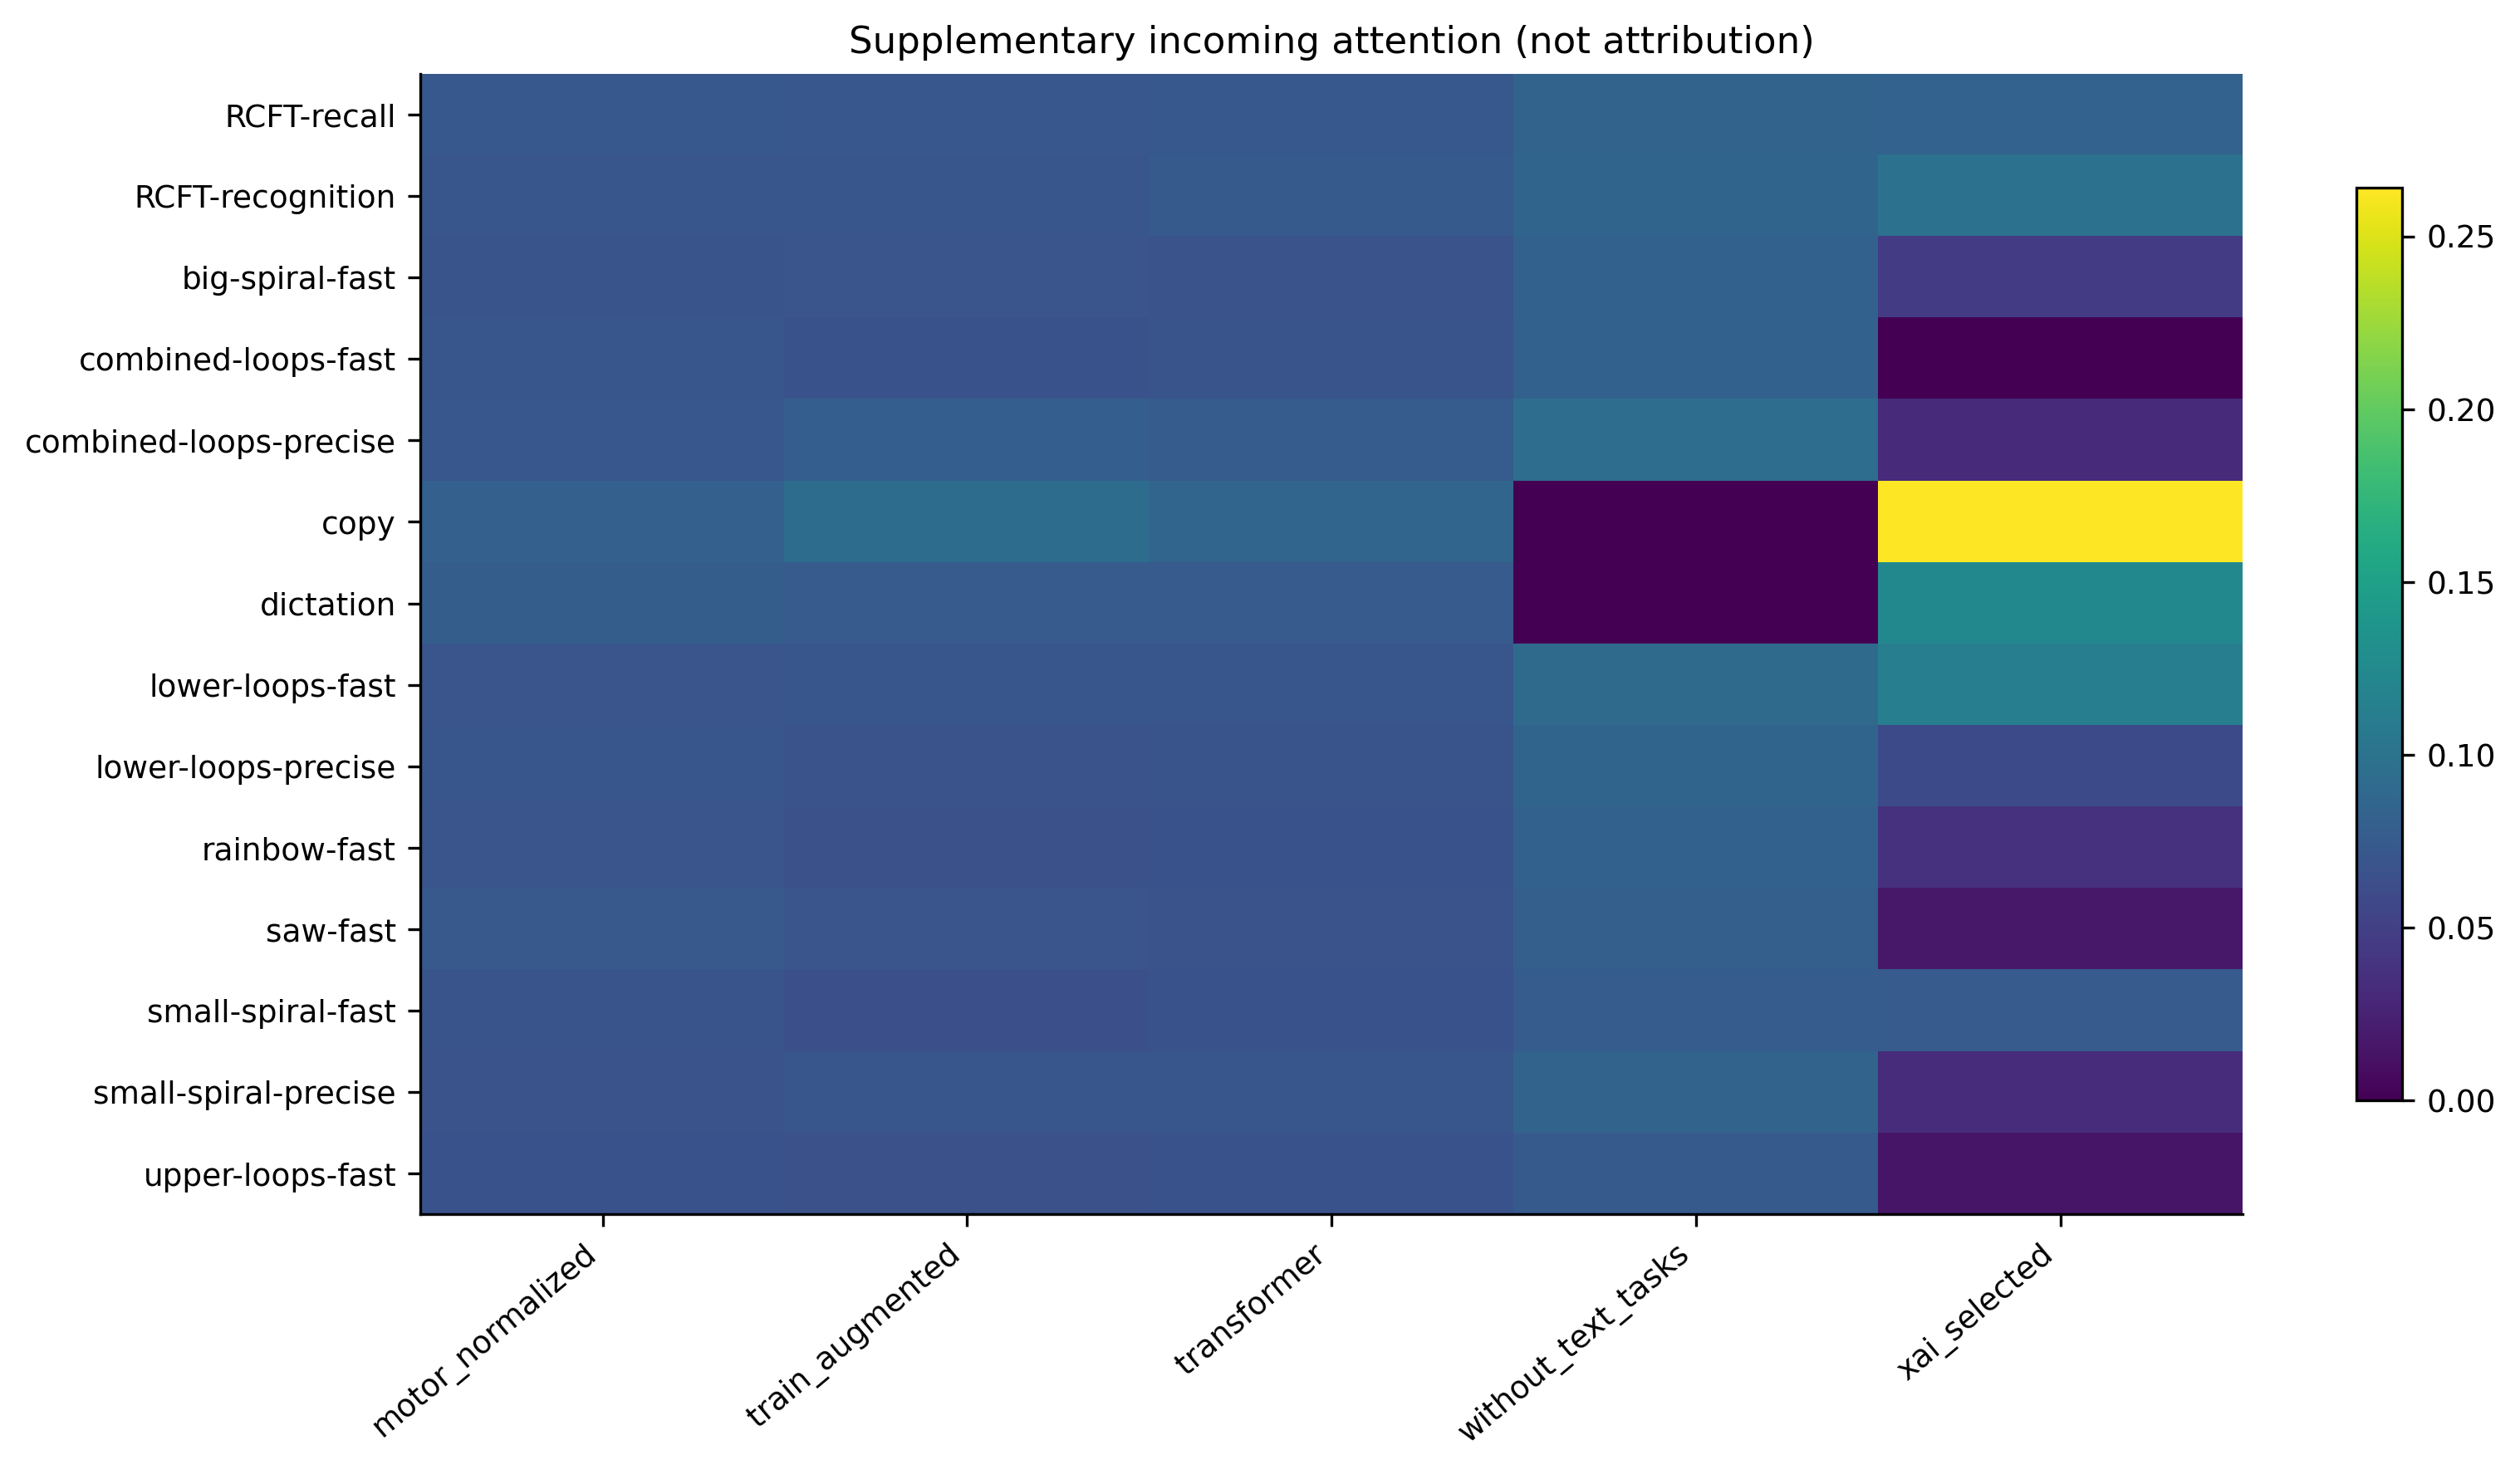 Supplementary incoming attention (not attribution)
RCFT-recall
RCFT-recognition
big-spiral-fast
combined-loops-fast
combined-loops-precise
copy
dictation
lower-loops-fast
lower-loops-precise
rainbow-fast
saw-fast
small-spiral-fast
small-spiral-precise
upper-loops-fast
motor_normalized
train_augmented
transformer
without_text_tasks
xai_selected
0.25
0.20
0.15
0.10
0.05
0.00